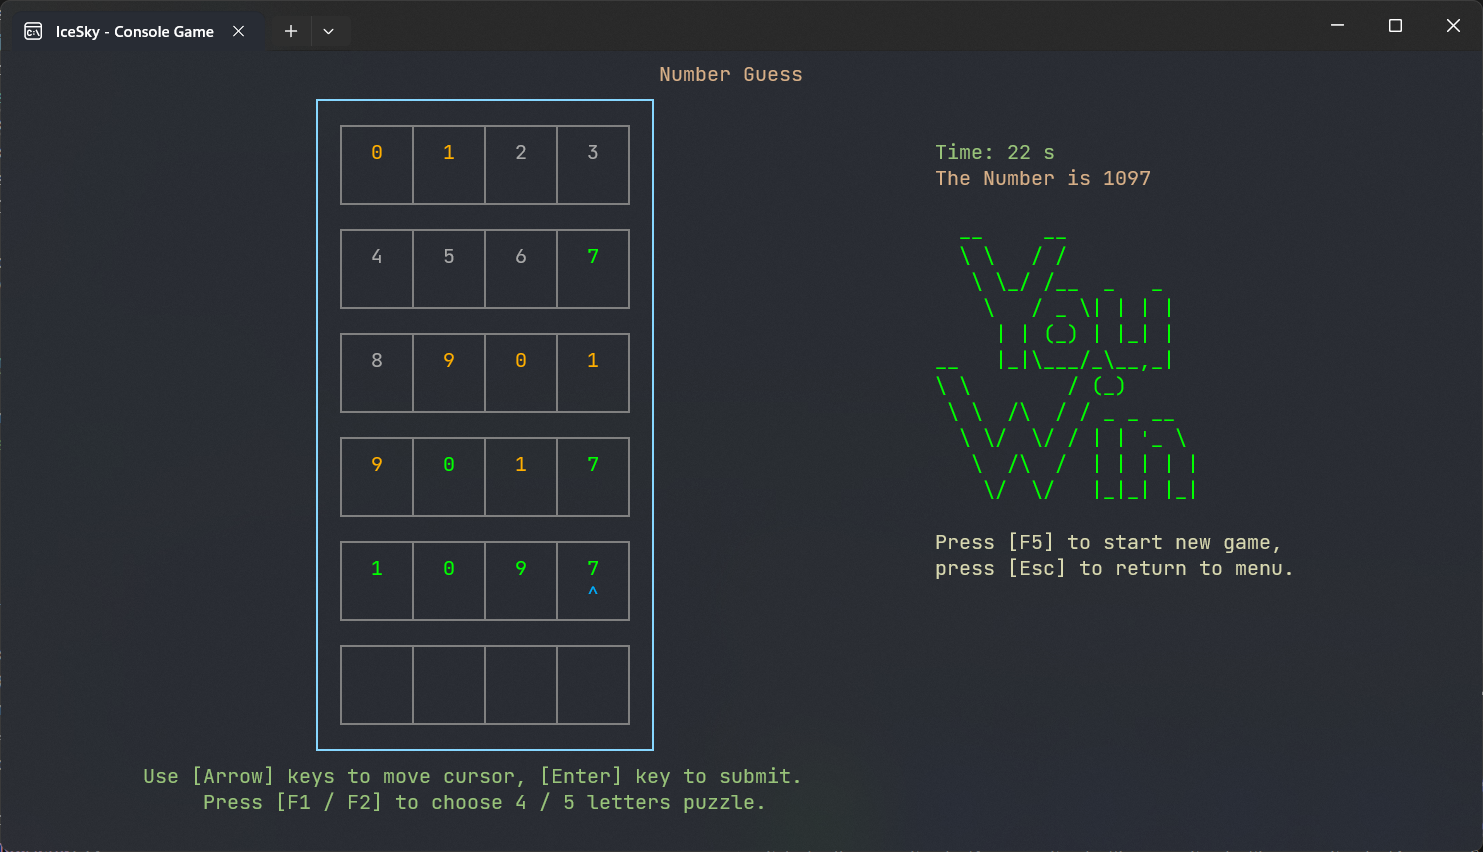 IceSky - Console Game
Number Guess
0 1 2 3
4 5 6 7
8 9 0 1
9 0 1 7
1 0 9 7
^
Time: 22 s
The Number is 1097
You
Win
Press [F5] to start new game,
press [Esc] to return to menu.
Use [Arrow] keys to move cursor, [Enter] key to submit.
Press [F1 / F2] to choose 4 / 5 letters puzzle.